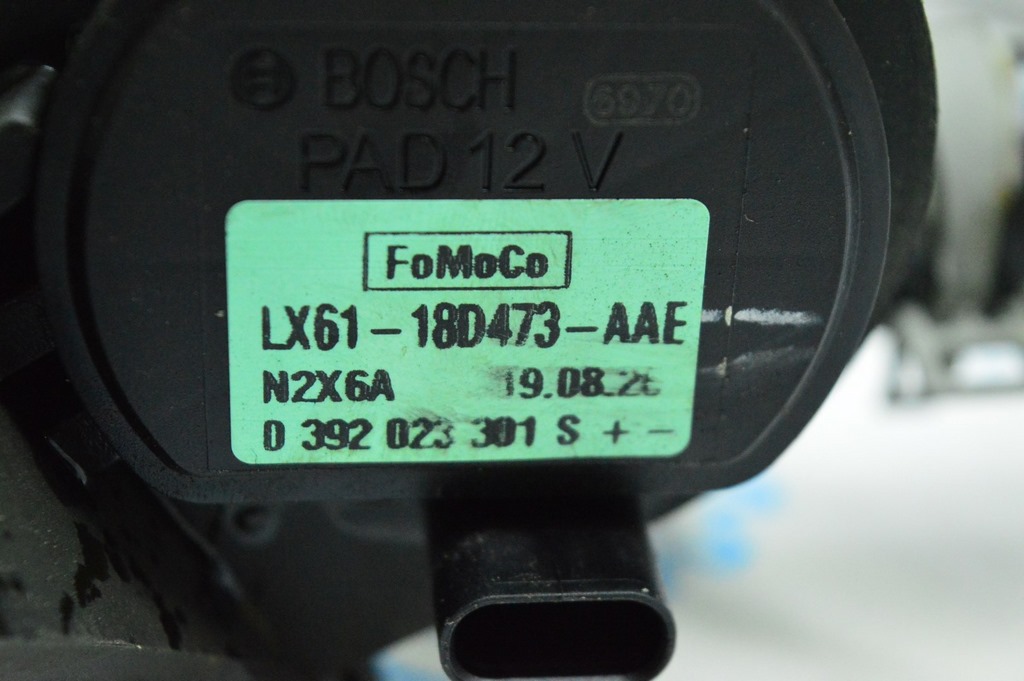 BOSCH 6970
PAD 12 V
FoMoCo
LX61-18D473-AAE
N2X6A
0 392 023 301 S + -